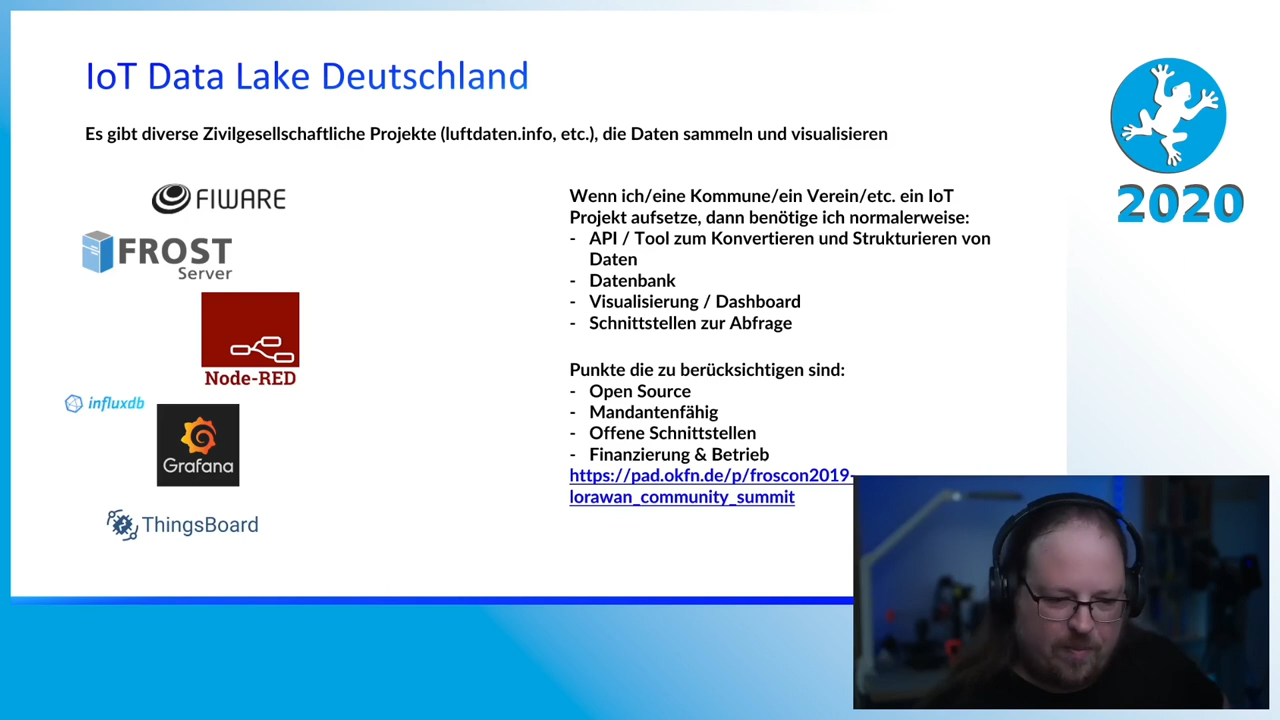 IoT Data Lake Deutschland
Es gibt diverse Zivilgesellschaftliche Projekte (luftdaten.info, etc.), die Daten sammeln und visualisieren
2020
FIWARE
FROST
Server
Node-RED
influxdb
Grafana
ThingsBoard
Wenn ich/eine Kommune/ein Verein/etc. ein IoT
Projekt aufsetze, dann benötige ich normalerweise:
- API / Tool zum Konvertieren und Strukturieren von
Daten
- Datenbank
- Visualisierung / Dashboard
- Schnittstellen zur Abfrage
Punkte die zu berücksichtigen sind:
- Open Source
- Mandantenfähig
- Offene Schnittstellen
- Finanzierung & Betrieb
https://pad.okfn.de/p/froscon2019-
lorawan_community_summit